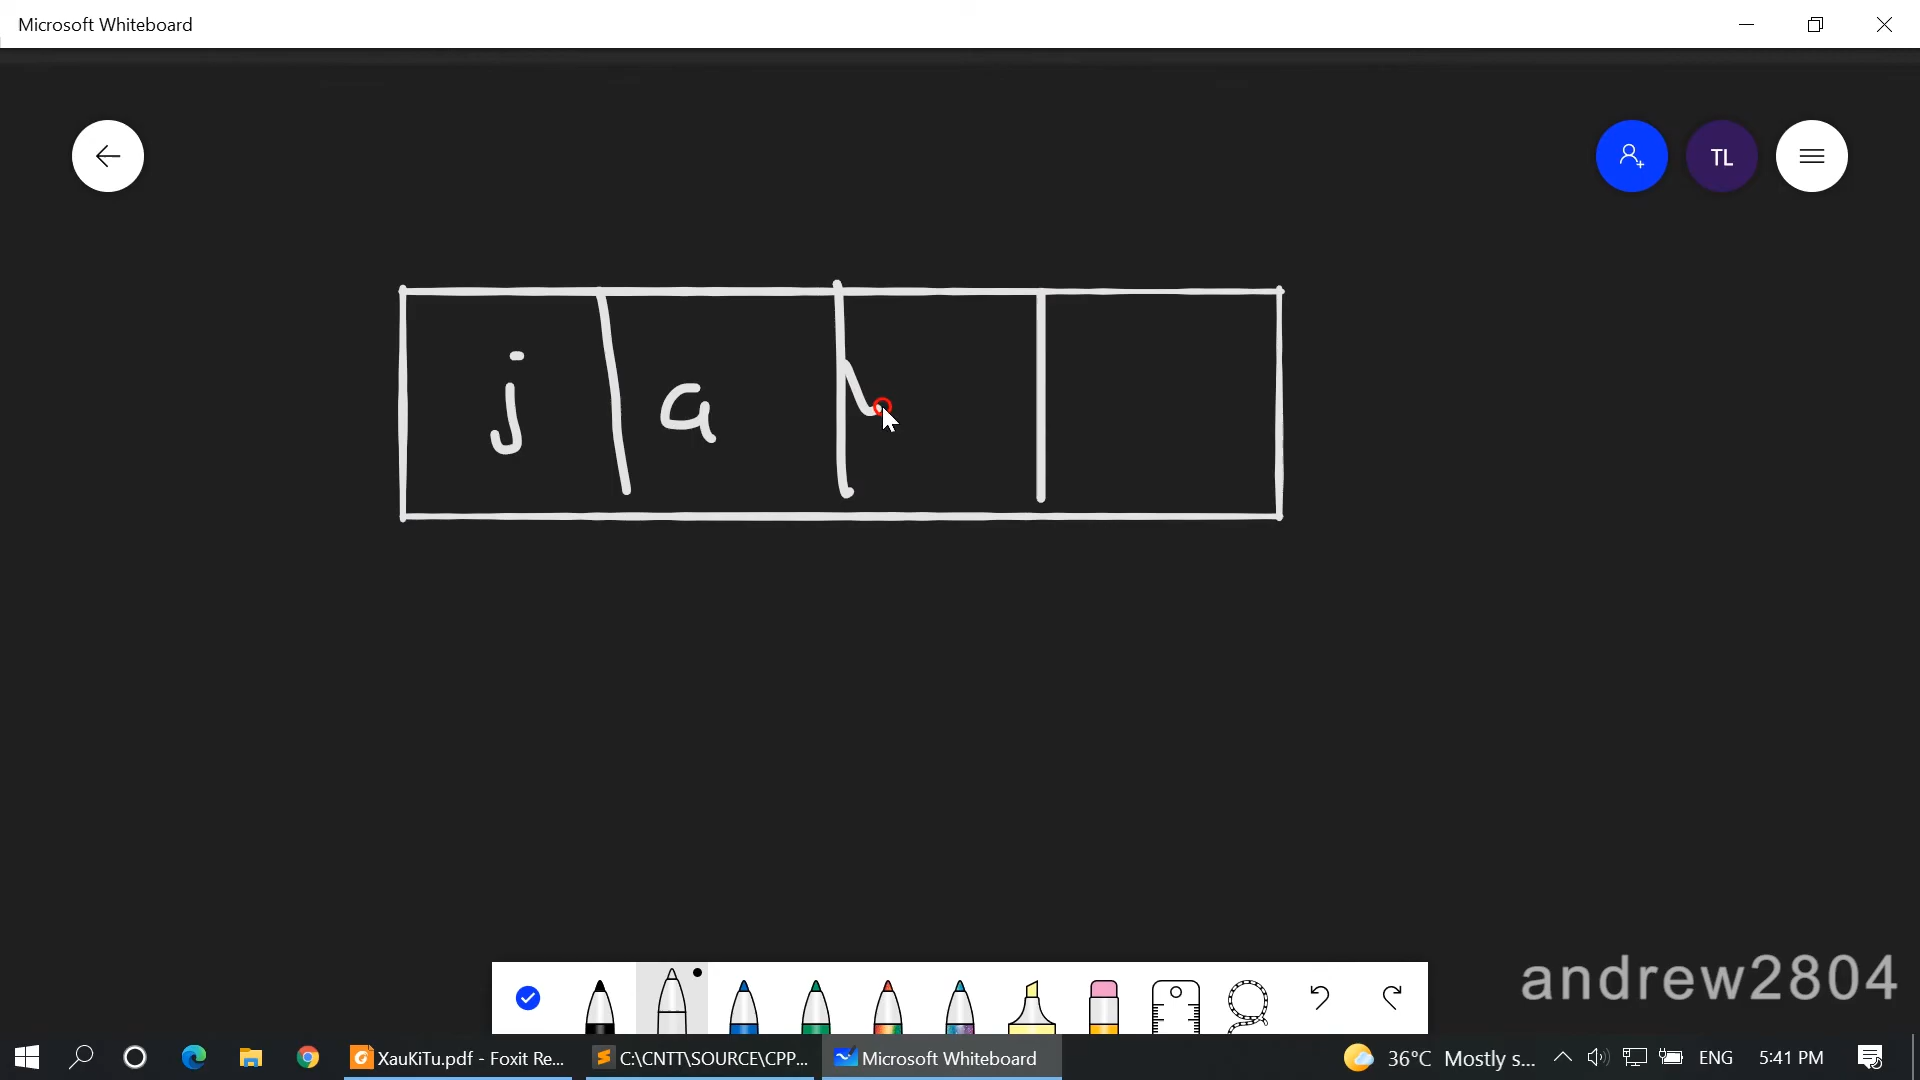 Microsoft Whiteboard
TL
j a
andrew2804
XauKiTu.pdf - Foxit Re... C:\CNTT\SOURCE\CPP... Microsoft Whiteboard 36°C Mostly s... ENG 5:41 PM